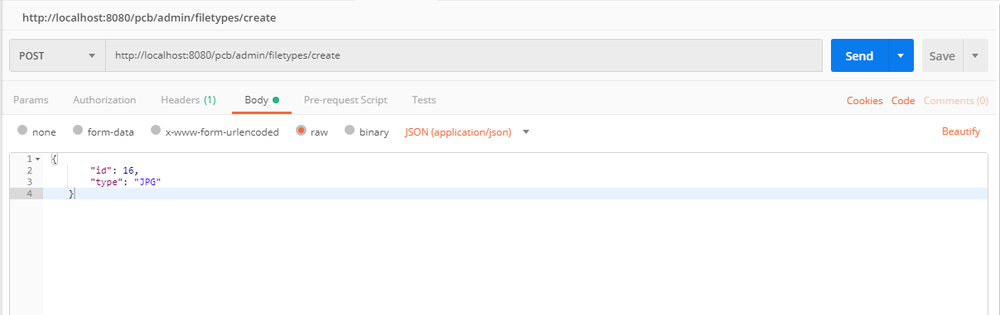 http://localhost:8080/pcb/admin/filetypes/create
POST http://localhost:8080/pcb/admin/filetypes/create Send Save
Params Authorization Headers (1) Body Pre-request Script Tests Cookies Code Comments (0)
none form-data x-www-form-urlencoded raw binary JSON (application/json) Beautify
1 {
2 "id": 16,
3 "type": "JPG"
4 }